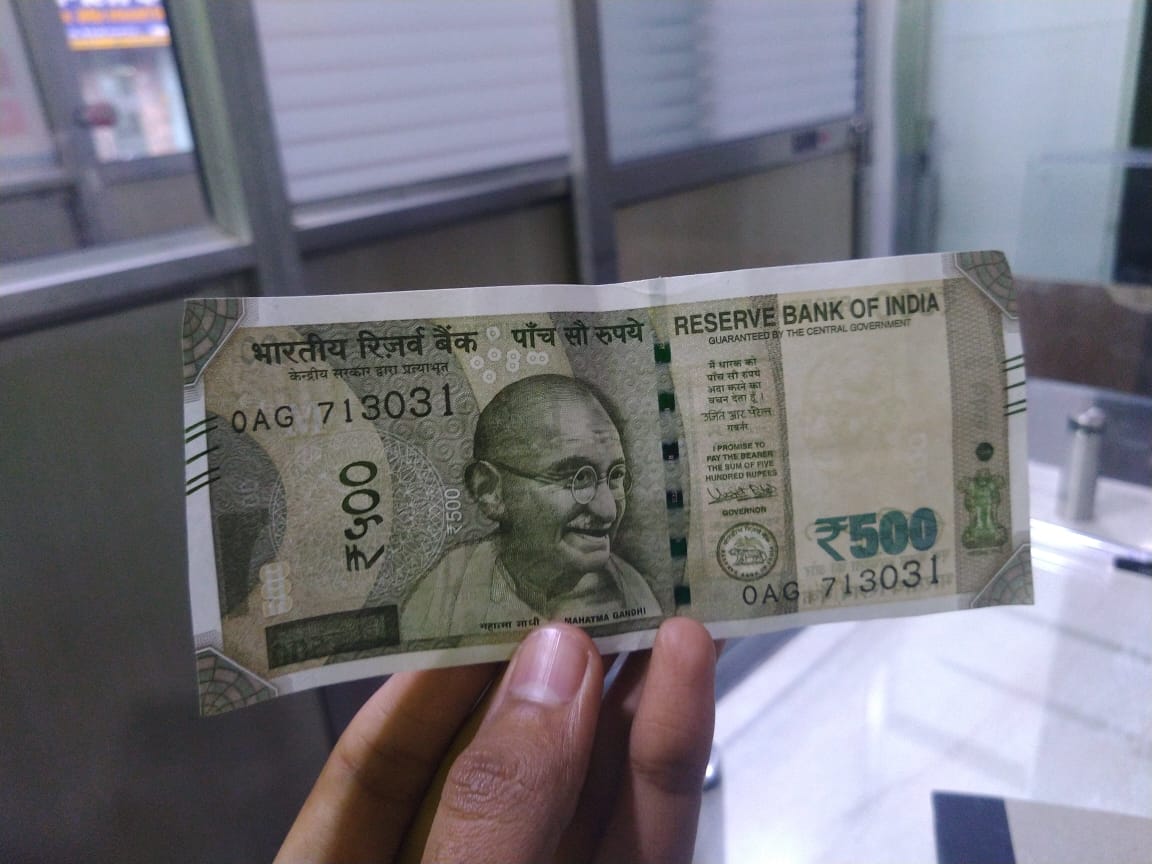 भारतीय रिज़र्व बैंक
केन्द्रीय सरकार द्वारा प्रत्याभूत
पाँच सौ रुपये
0AG 713031
₹५००
₹500
महात्मा गांधी MAHATMA GANDHI
RESERVE BANK OF INDIA
GUARANTEED BY THE CENTRAL GOVERNMENT
मैं धारक को
पाँच सौ रुपये
अदा करने का
वचन देता हूँ।
उर्जित आर पटेल
गवर्नर
I PROMISE TO
PAY THE BEARER
THE SUM OF FIVE
HUNDRED RUPEES
GOVERNOR
₹500
0AG 713031